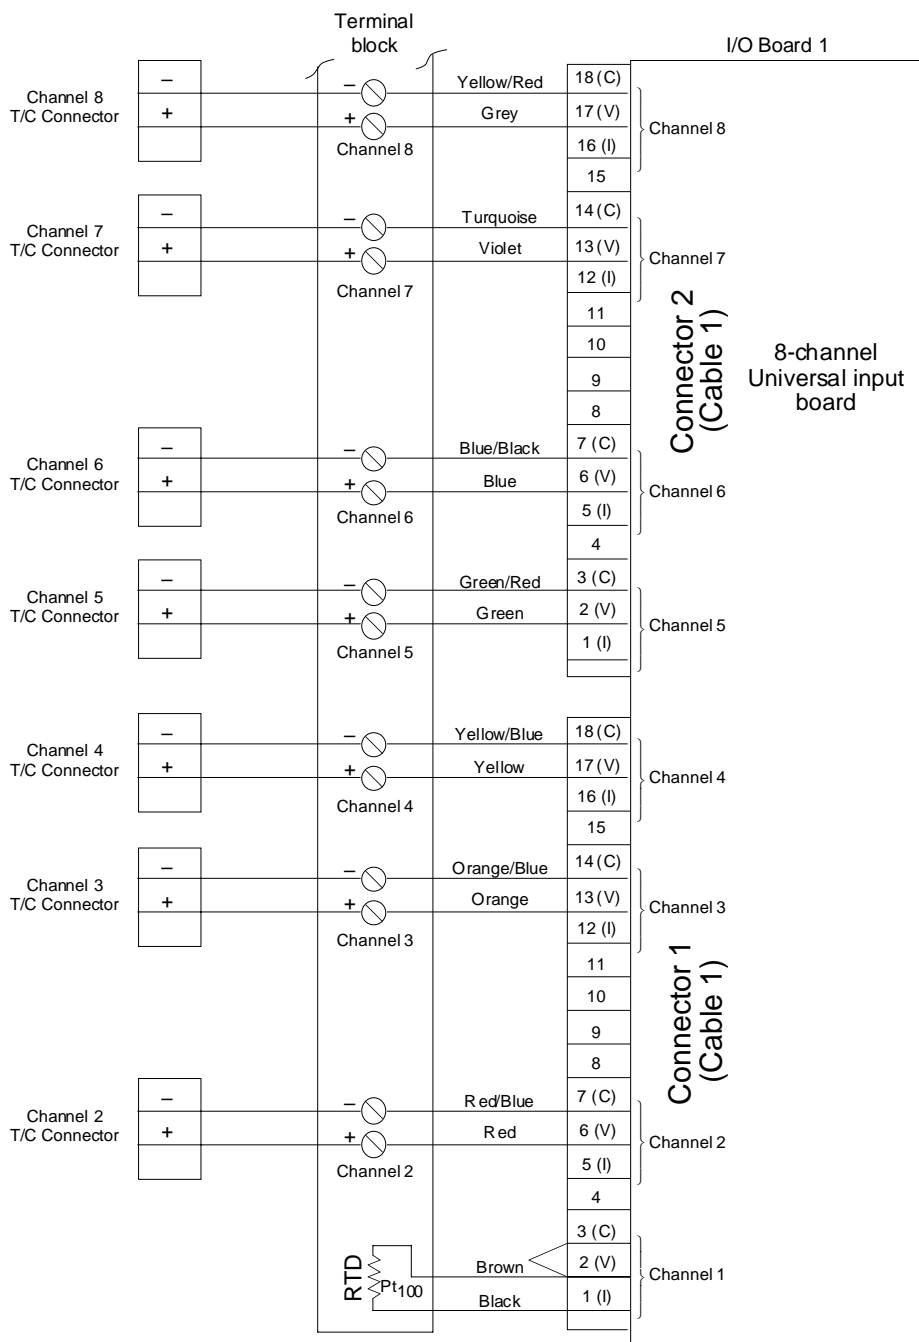 Terminal
block
I/O Board 1
Channel 8
T/C Connector
–
+
–
+
Channel 8
Yellow/Red
Grey
18 (C)
17 (V)
16 (I)
15
Channel 8
Channel 7
T/C Connector
–
+
–
+
Channel 7
Turquoise
Violet
14 (C)
13 (V)
12 (I)
11
10
9
8
Channel 7
Connector 2
(Cable 1)
8-channel
Universal input
board
Channel 6
T/C Connector
–
+
–
+
Channel 6
Blue/Black
Blue
7 (C)
6 (V)
5 (I)
4
Channel 6
Channel 5
T/C Connector
–
+
–
+
Channel 5
Green/Red
Green
3 (C)
2 (V)
1 (I)
Channel 5
Channel 4
T/C Connector
–
+
–
+
Channel 4
Yellow/Blue
Yellow
18 (C)
17 (V)
16 (I)
15
Channel 4
Channel 3
T/C Connector
–
+
–
+
Channel 3
Orange/Blue
Orange
14 (C)
13 (V)
12 (I)
11
10
9
8
Channel 3
Connector 1
(Cable 1)
Channel 2
T/C Connector
–
+
–
+
Channel 2
Red/Blue
Red
7 (C)
6 (V)
5 (I)
4
Channel 2
RTD
Pt100
Brown
Black
3 (C)
2 (V)
1 (I)
Channel 1